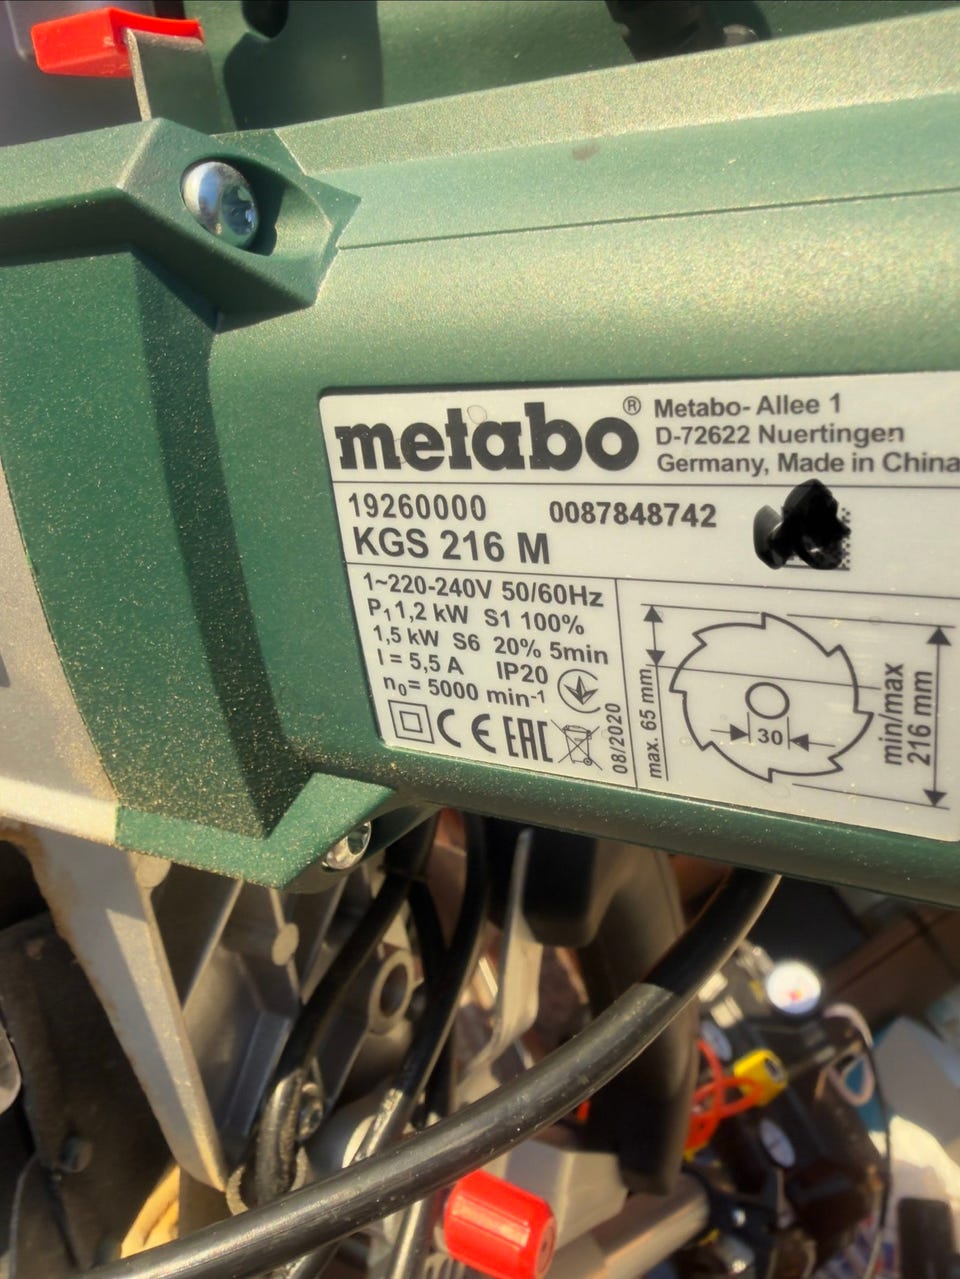 metabo®
Metabo- Allee 1
D-72622 Nuertingen
Germany, Made in China
19260000 0087848742
KGS 216 M
1~220-240V 50/60Hz
P1 1,2 kW S1 100%
1,5 kW S6 20% 5min
I = 5,5 A IP20
n0= 5000 min-1
CE EAC
08/2020
max. 65 mm
30
min/max
216 mm